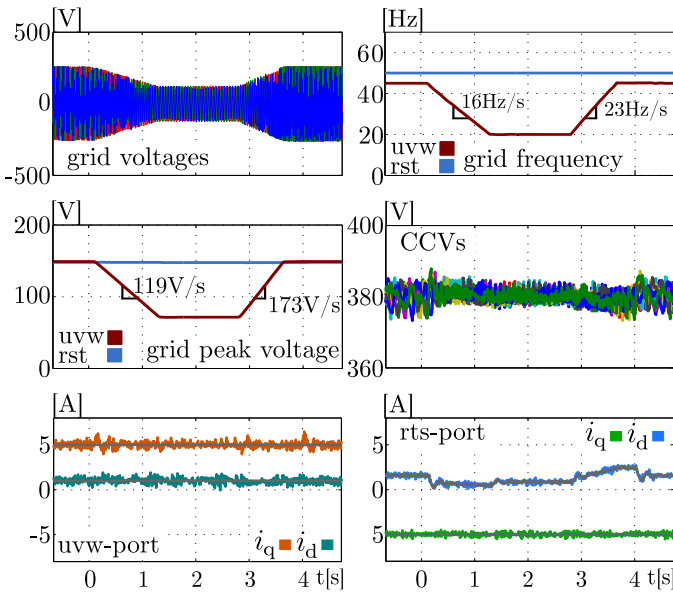 [V]
500
0
-500
grid voltages
[Hz]
60
40
20
0
16Hz/s
23Hz/s
uvw
rst
grid frequency
[V]
200
100
0
119V/s
173V/s
uvw
rst
grid peak voltage
[V]
400
380
360
CCVs
[A]
5
0
-5
uvw-port
i_q i_d
0 1 2 3 4 t[s]
[A]
5
0
-5
rts-port
i_q i_d
0 1 2 3 4 t[s]